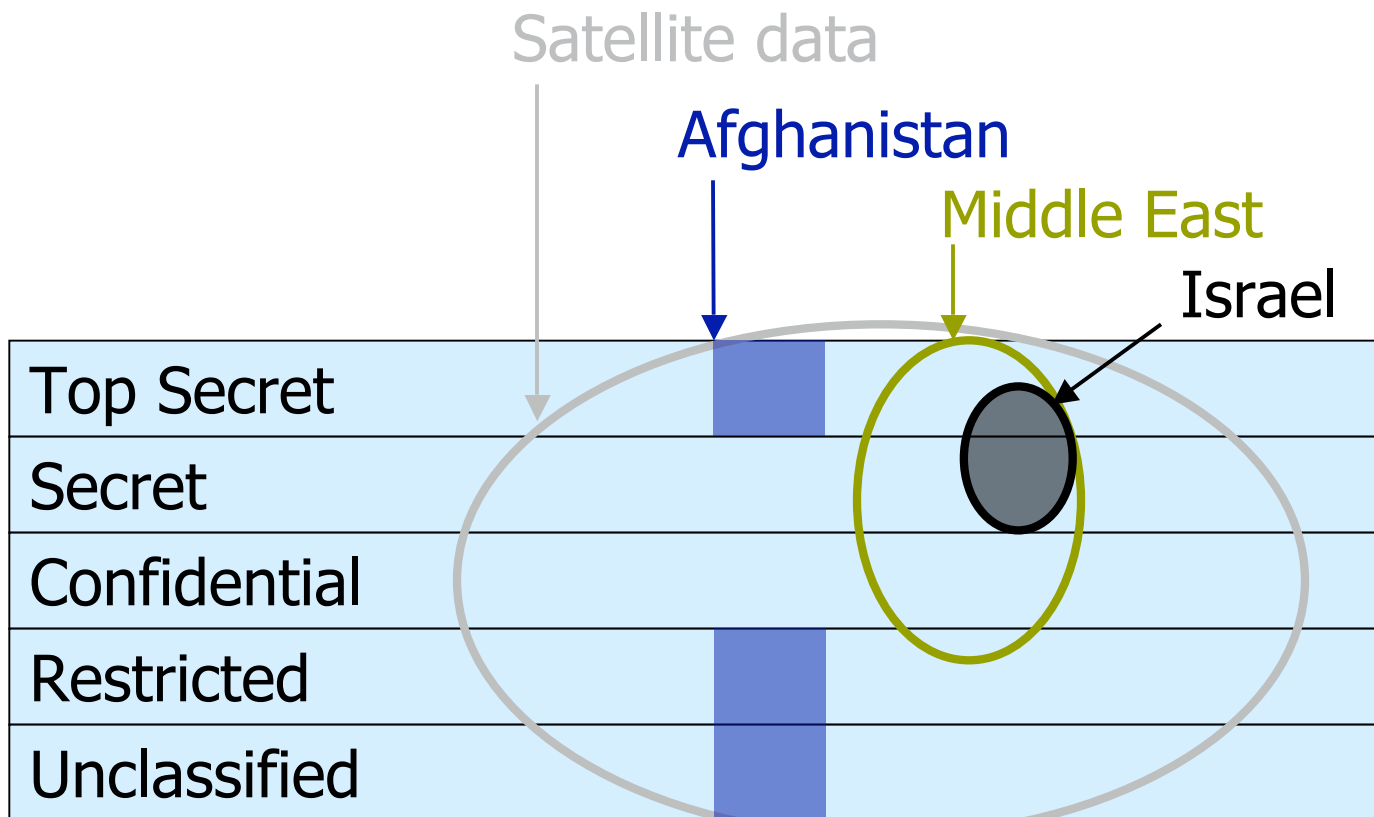 Satellite data
Afghanistan
Middle East
Israel
Top Secret
Secret
Confidential
Restricted
Unclassified